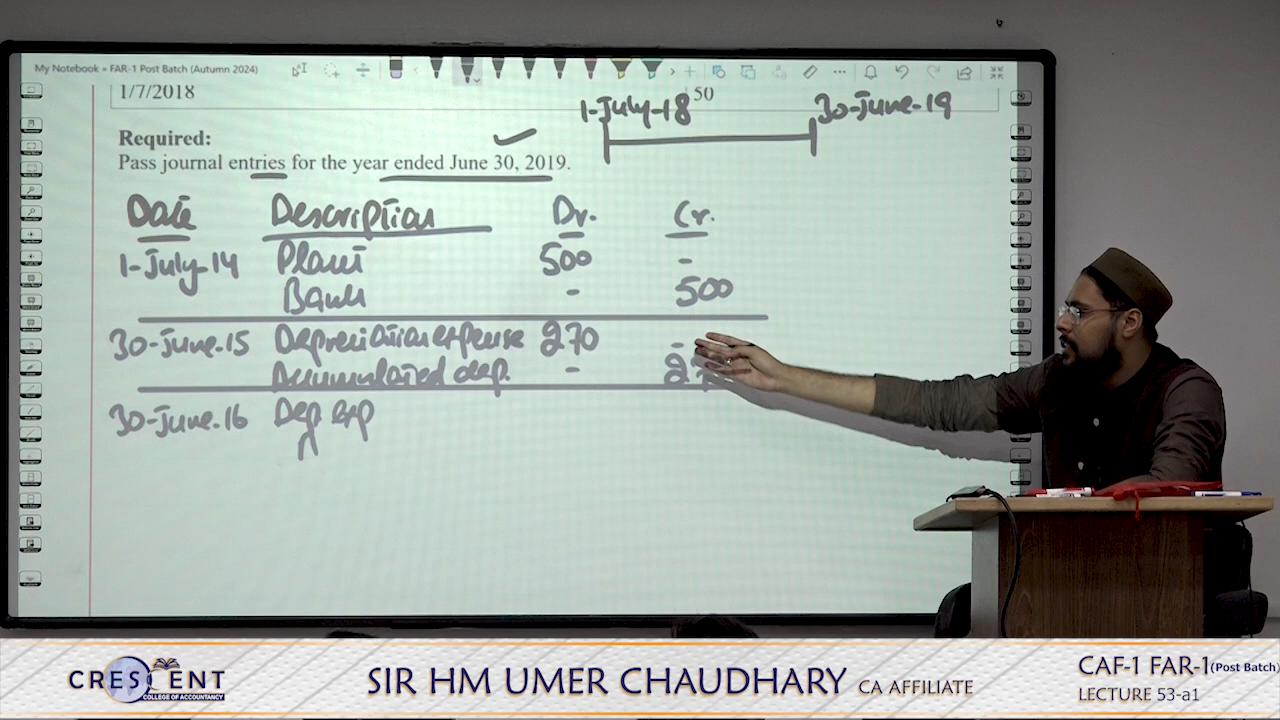 My Notebook » FAR-1 Post Batch (Autumn 2024)
1/7/2018 50
1-July-18 30-June-19
Required:
Pass journal entries for the year ended June 30, 2019.
Date Description Dr. Cr.
1-July-14 Plant 500 -
Bank - 500
30-June.15 Depreciation expense 270 -
Accumulated dep. - 27
30-June.16 Dep exp
A
CRESCENT
COLLEGE OF ACCOUNTANCY
SIR HM UMER CHAUDHARY CA AFFILIATE
CAF-1 FAR-1 (Post Batch)
LECTURE 53-a1